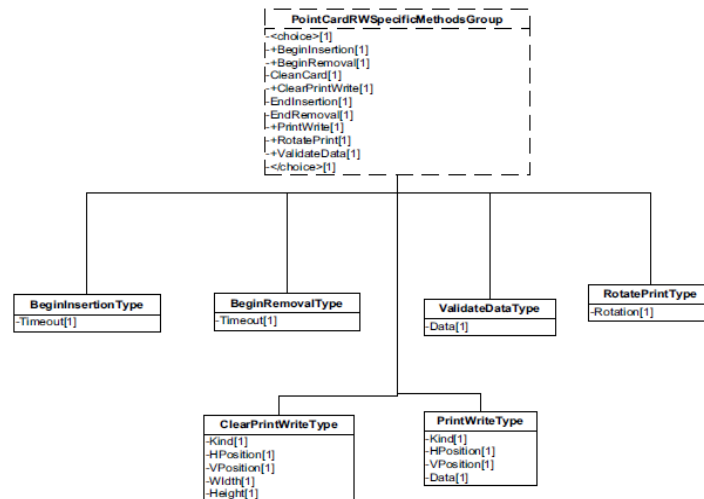 PointCardRWSpecificMethodsGroup
-<choice>[1]
-+BeginInsertion[1]
-+BeginRemoval[1]
-CleanCard[1]
-+ClearPrintWrite[1]
-EndInsertion[1]
-EndRemoval[1]
-+PrintWrite[1]
-+RotatePrint[1]
-+ValidateData[1]
-</choice>[1]
BeginInsertionType
-Timeout[1]
BeginRemovalType
-Timeout[1]
ValidateDataType
-Data[1]
RotatePrintType
-Rotation[1]
ClearPrintWriteType
-Kind[1]
-HPosition[1]
-VPosition[1]
-WIdth[1]
-Height[1]
PrintWriteType
-Kind[1]
-HPosition[1]
-VPosition[1]
-Data[1]